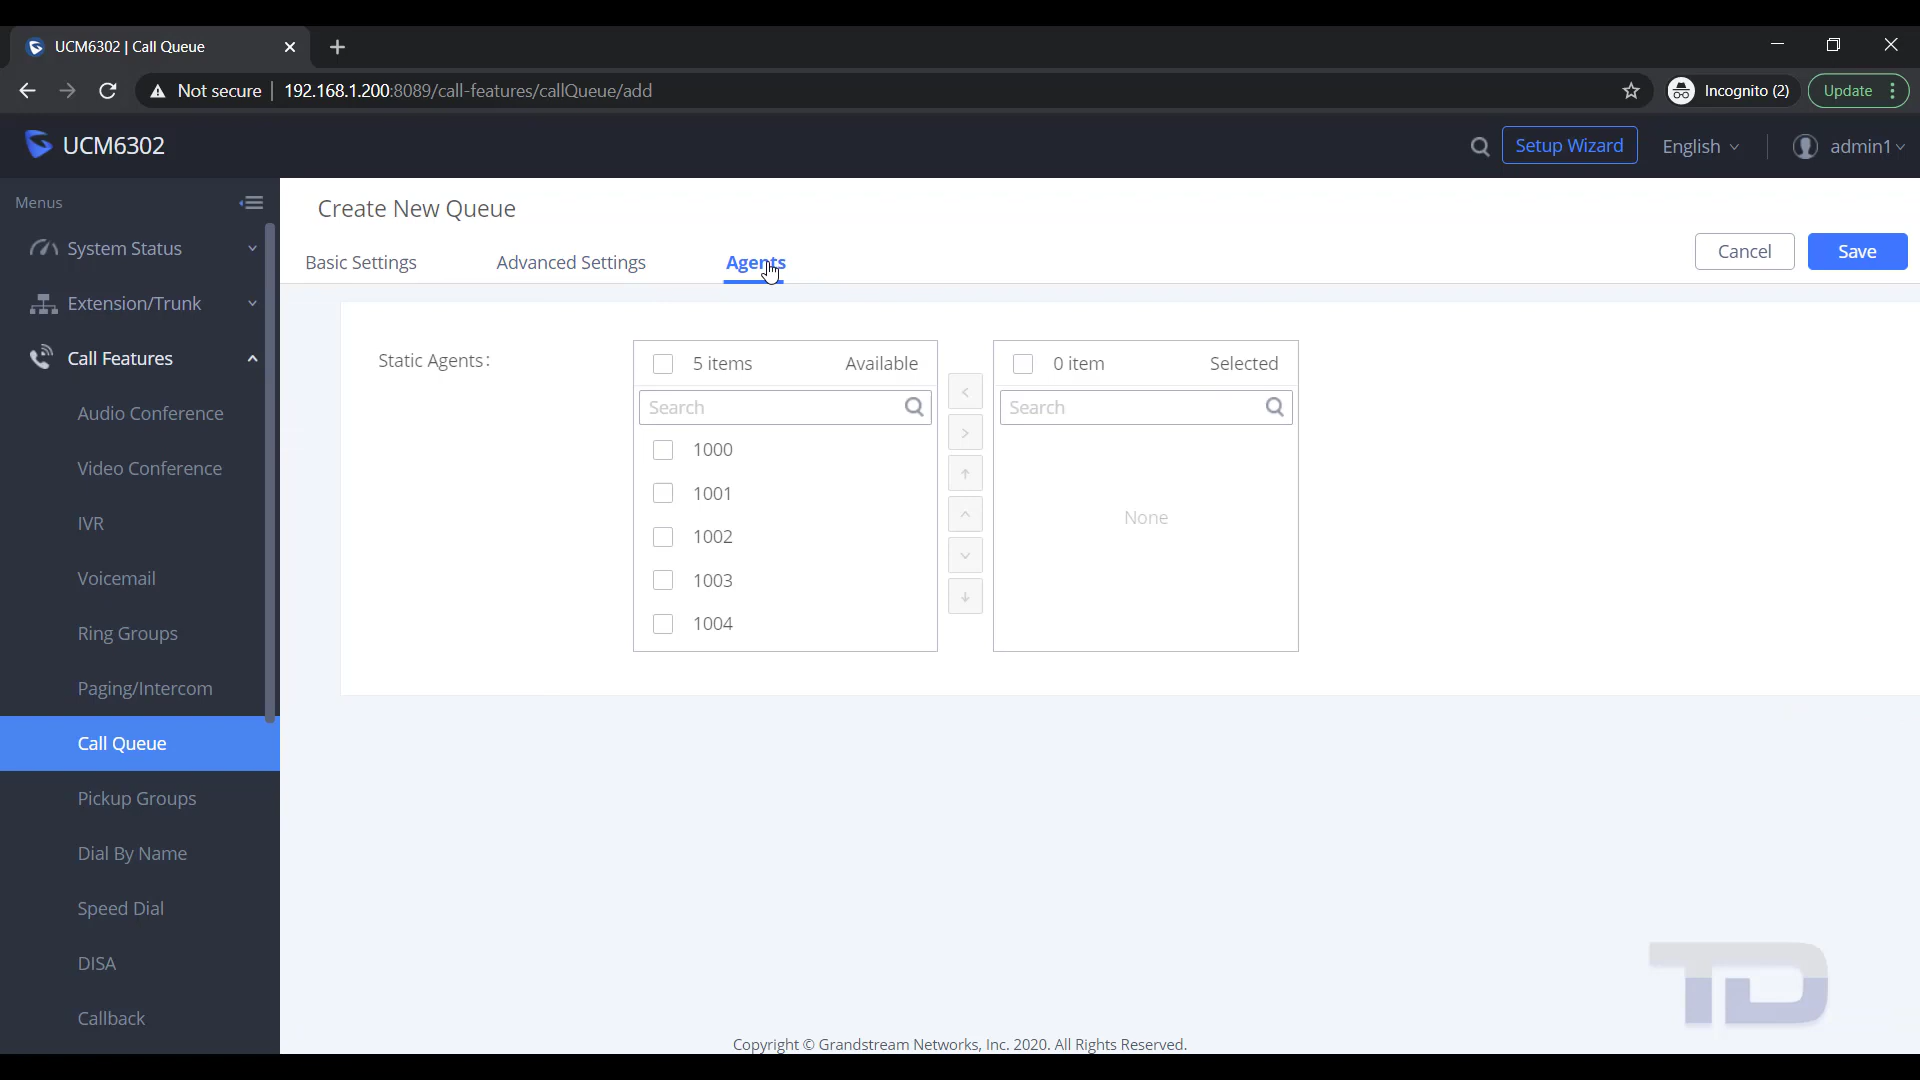 UCM6302 | Call Queue
Not secure
192.168.1.200:8089/call-features/callQueue/add
Incognito (2)
Update
UCM6302
Setup Wizard
English
admin1
Menus
System Status
Extension/Trunk
Call Features
Audio Conference
Video Conference
IVR
Voicemail
Ring Groups
Paging/Intercom
Call Queue
Pickup Groups
Dial By Name
Speed Dial
DISA
Callback
Create New Queue
Basic Settings
Advanced Settings
Agents
Cancel
Save
Static Agents:
5 items
Available
Search
1000
1001
1002
1003
1004
0 item
Selected
Search
None
TD
Copyright © Grandstream Networks, Inc. 2020. All Rights Reserved.